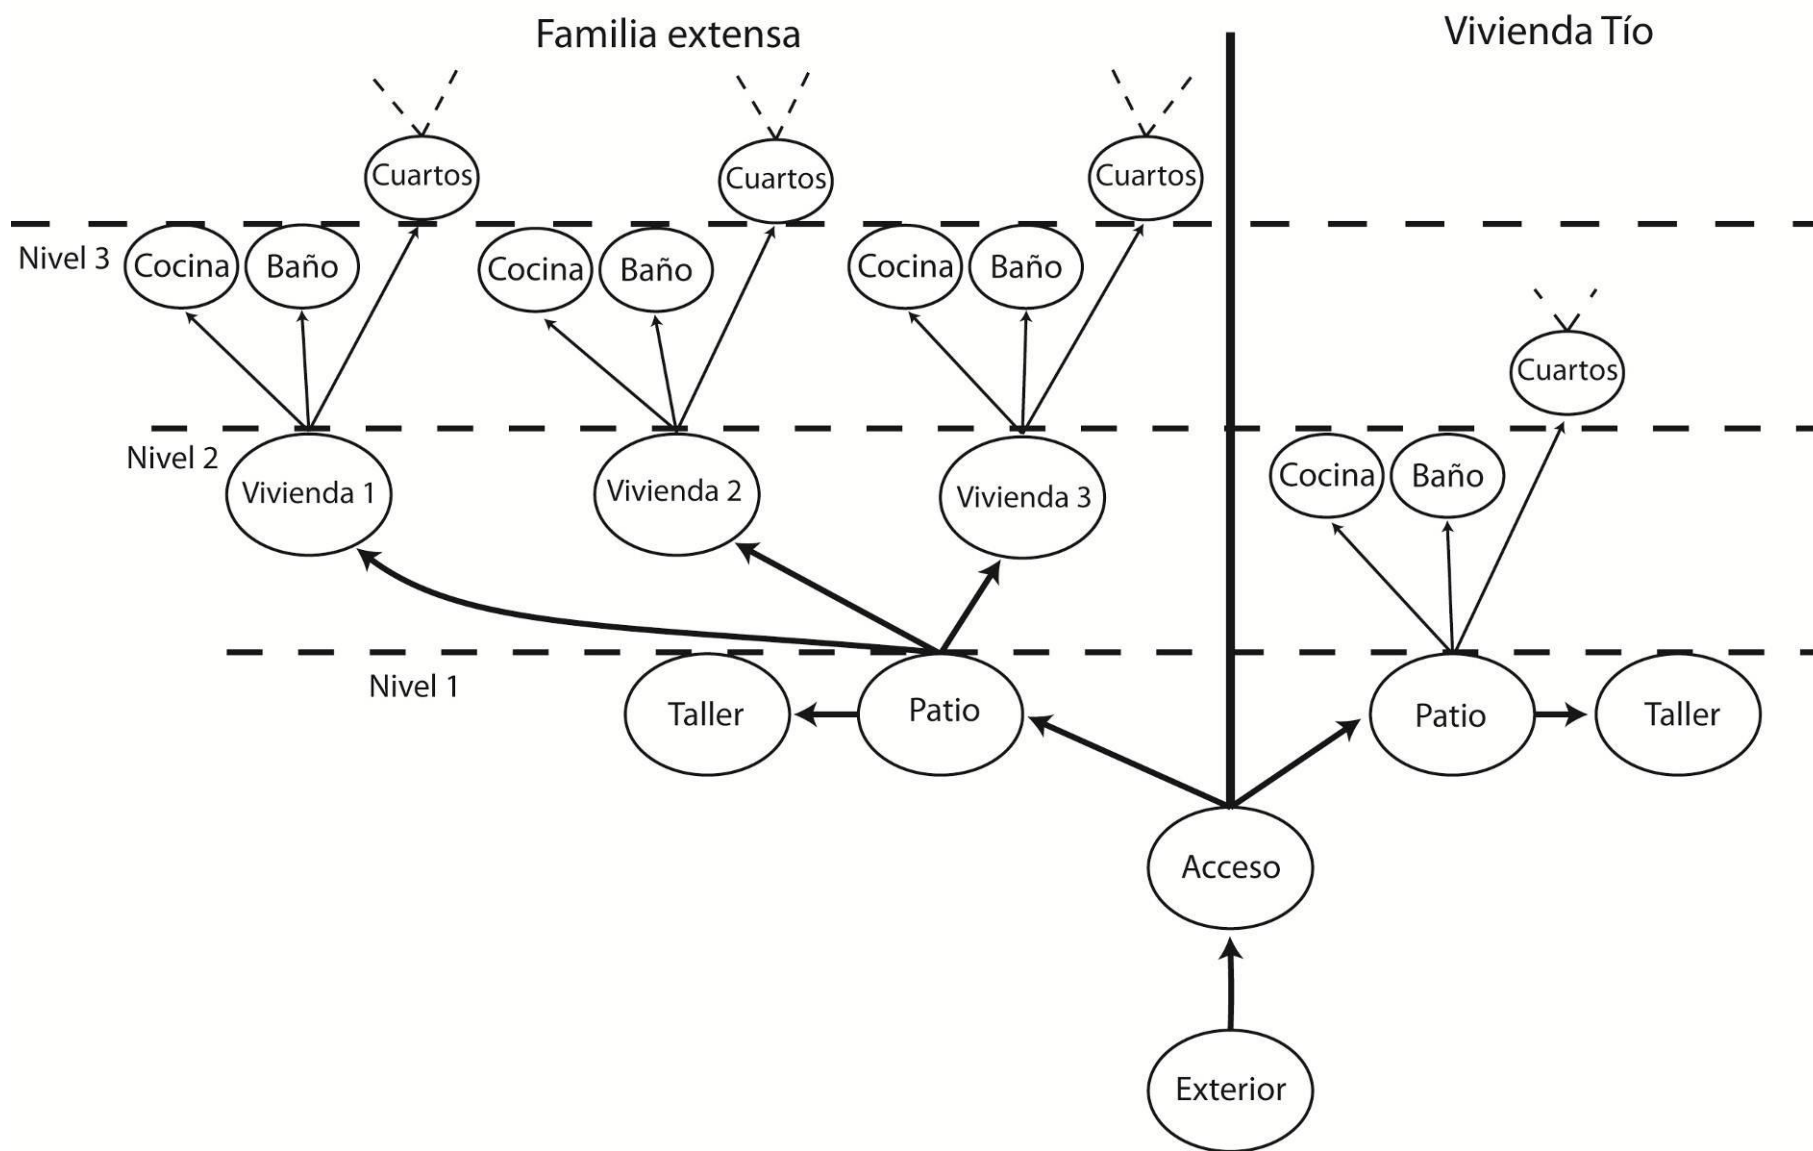 Familia extensa
Vivienda Tío
Cuartos
Cuartos
Cuartos
Nivel 3
Cocina
Baño
Cocina
Baño
Cocina
Baño
Cuartos
Nivel 2
Vivienda 1
Vivienda 2
Vivienda 3
Cocina
Baño
Nivel 1
Taller
Patio
Patio
Taller
Acceso
Exterior